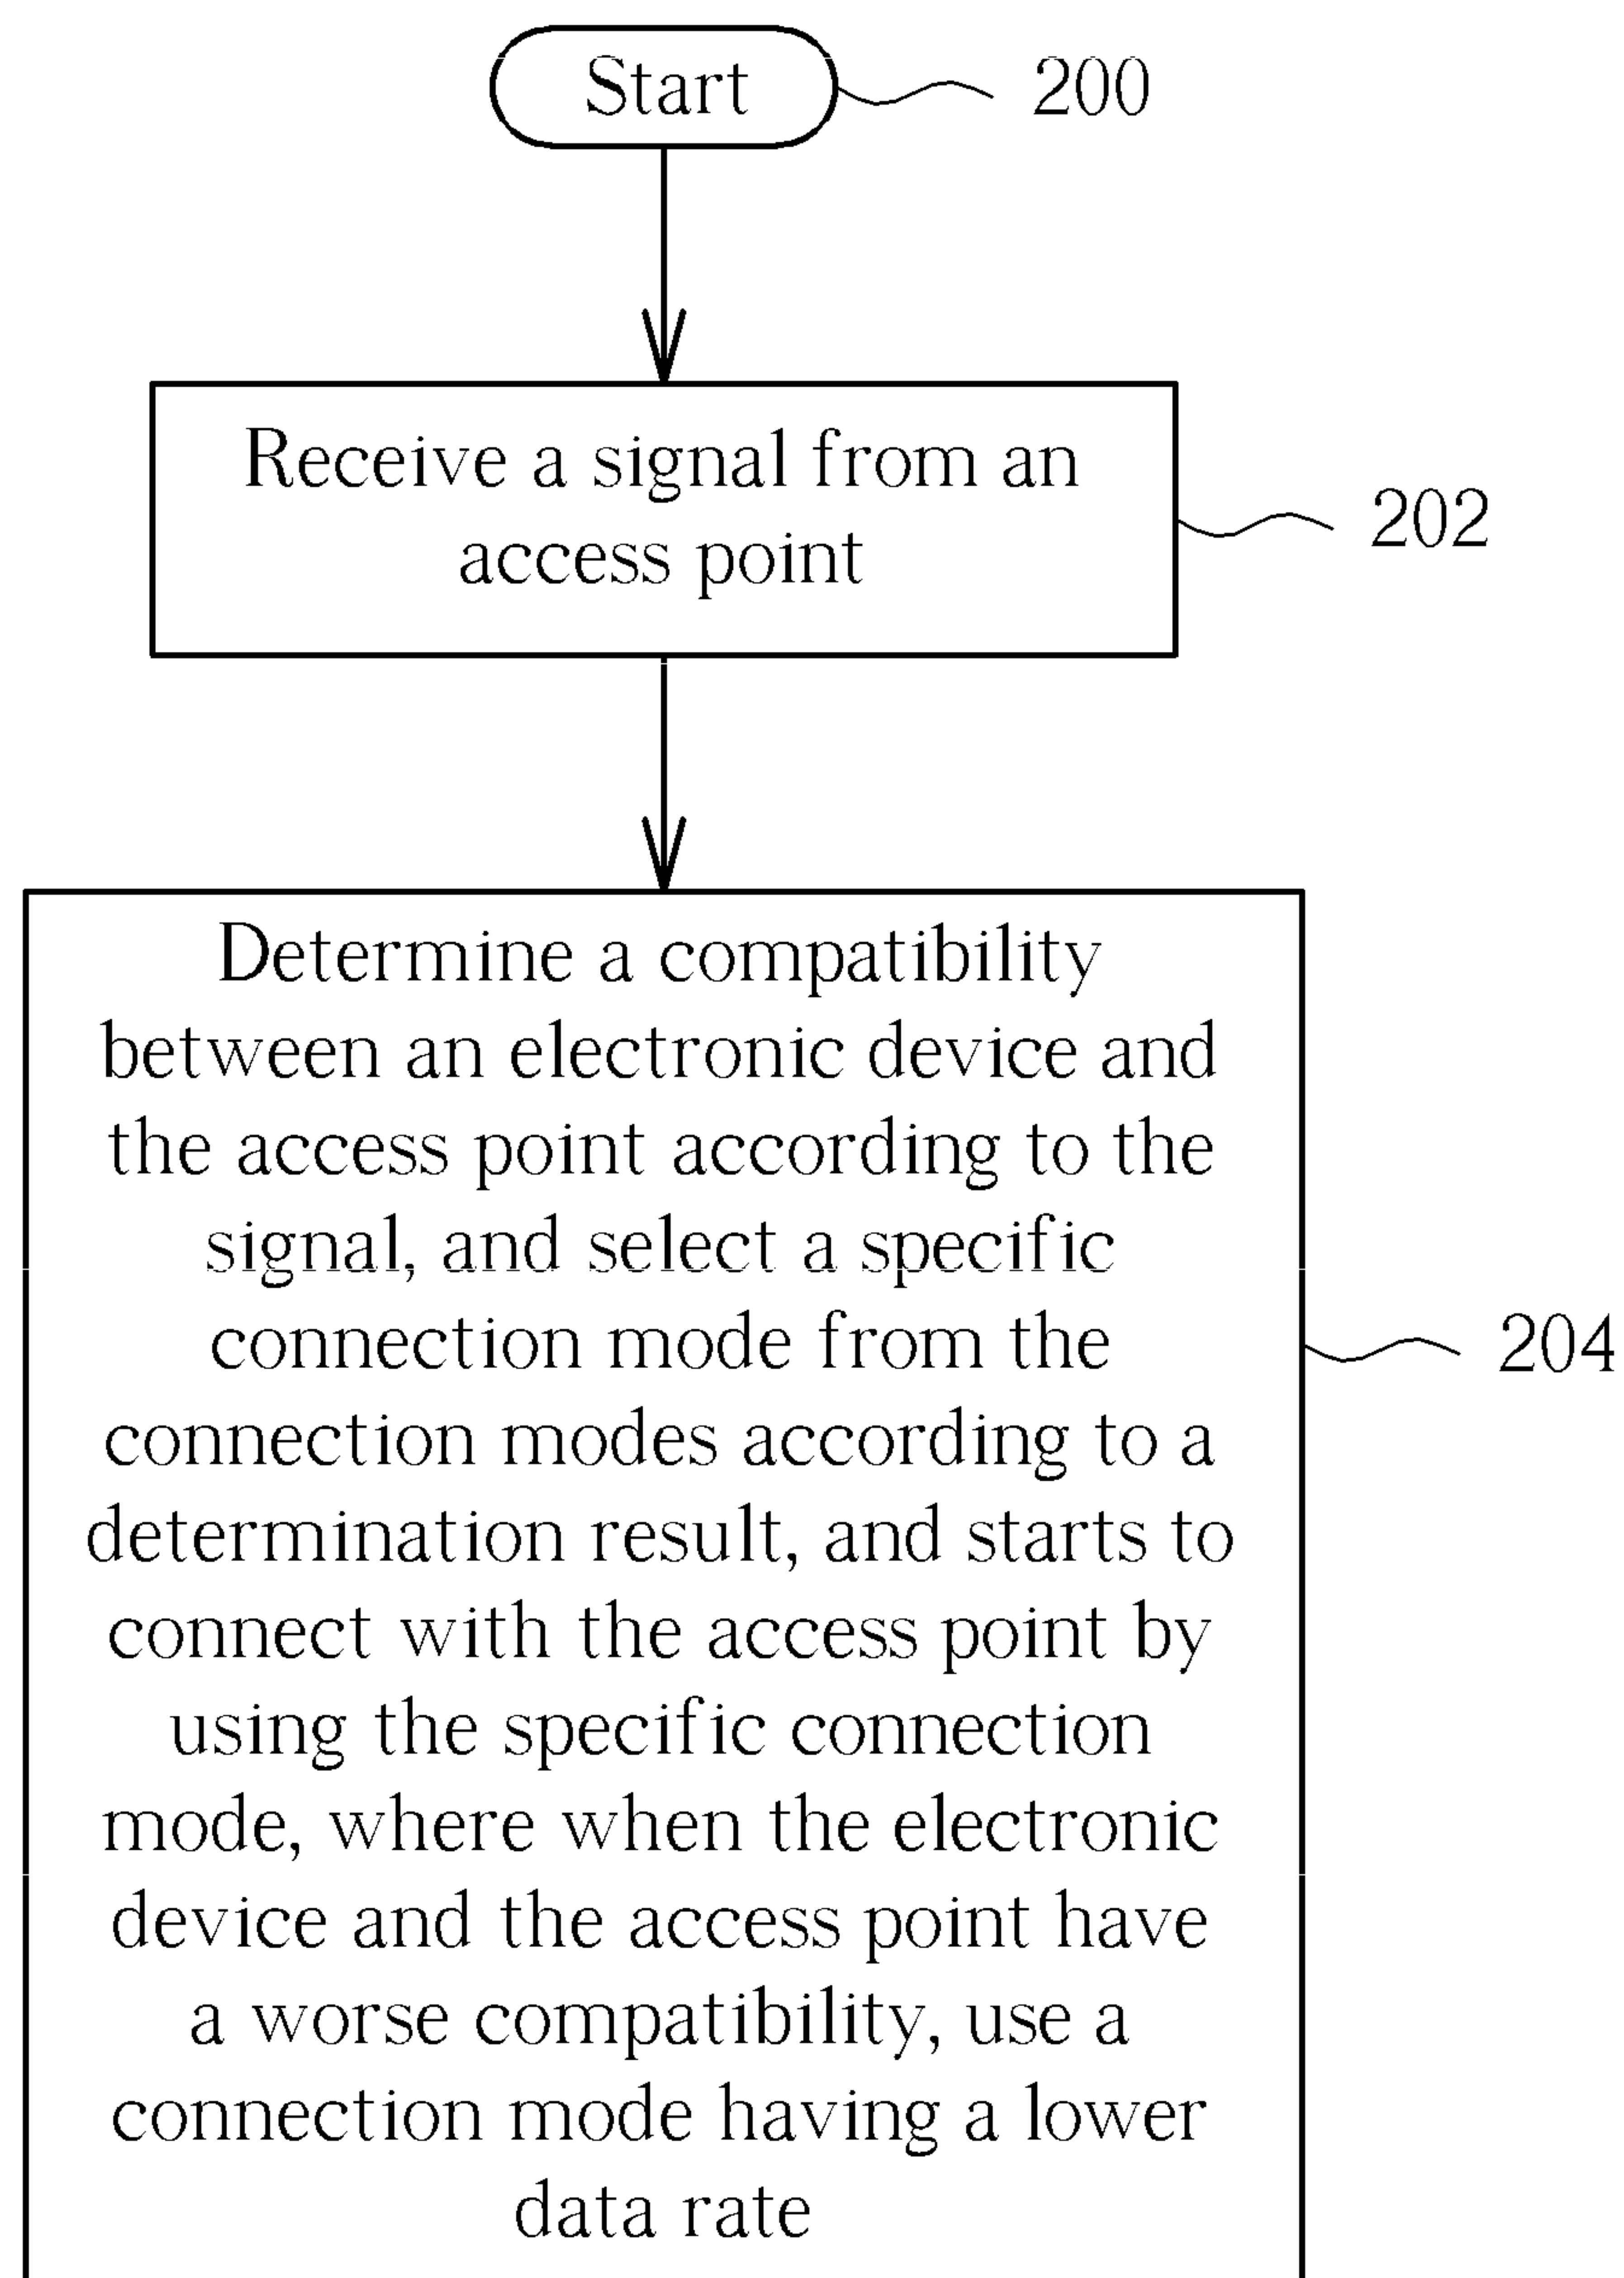 Start
200
Receive a signal from an
access point
202
Determine a compatibility
between an electronic device and
the access point according to the
signal, and select a specific
connection mode from the
connection modes according to a
determination result, and starts to
connect with the access point by
using the specific connection
mode, where when the electronic
device and the access point have
a worse compatibility, use a
connection mode having a lower
data rate
204